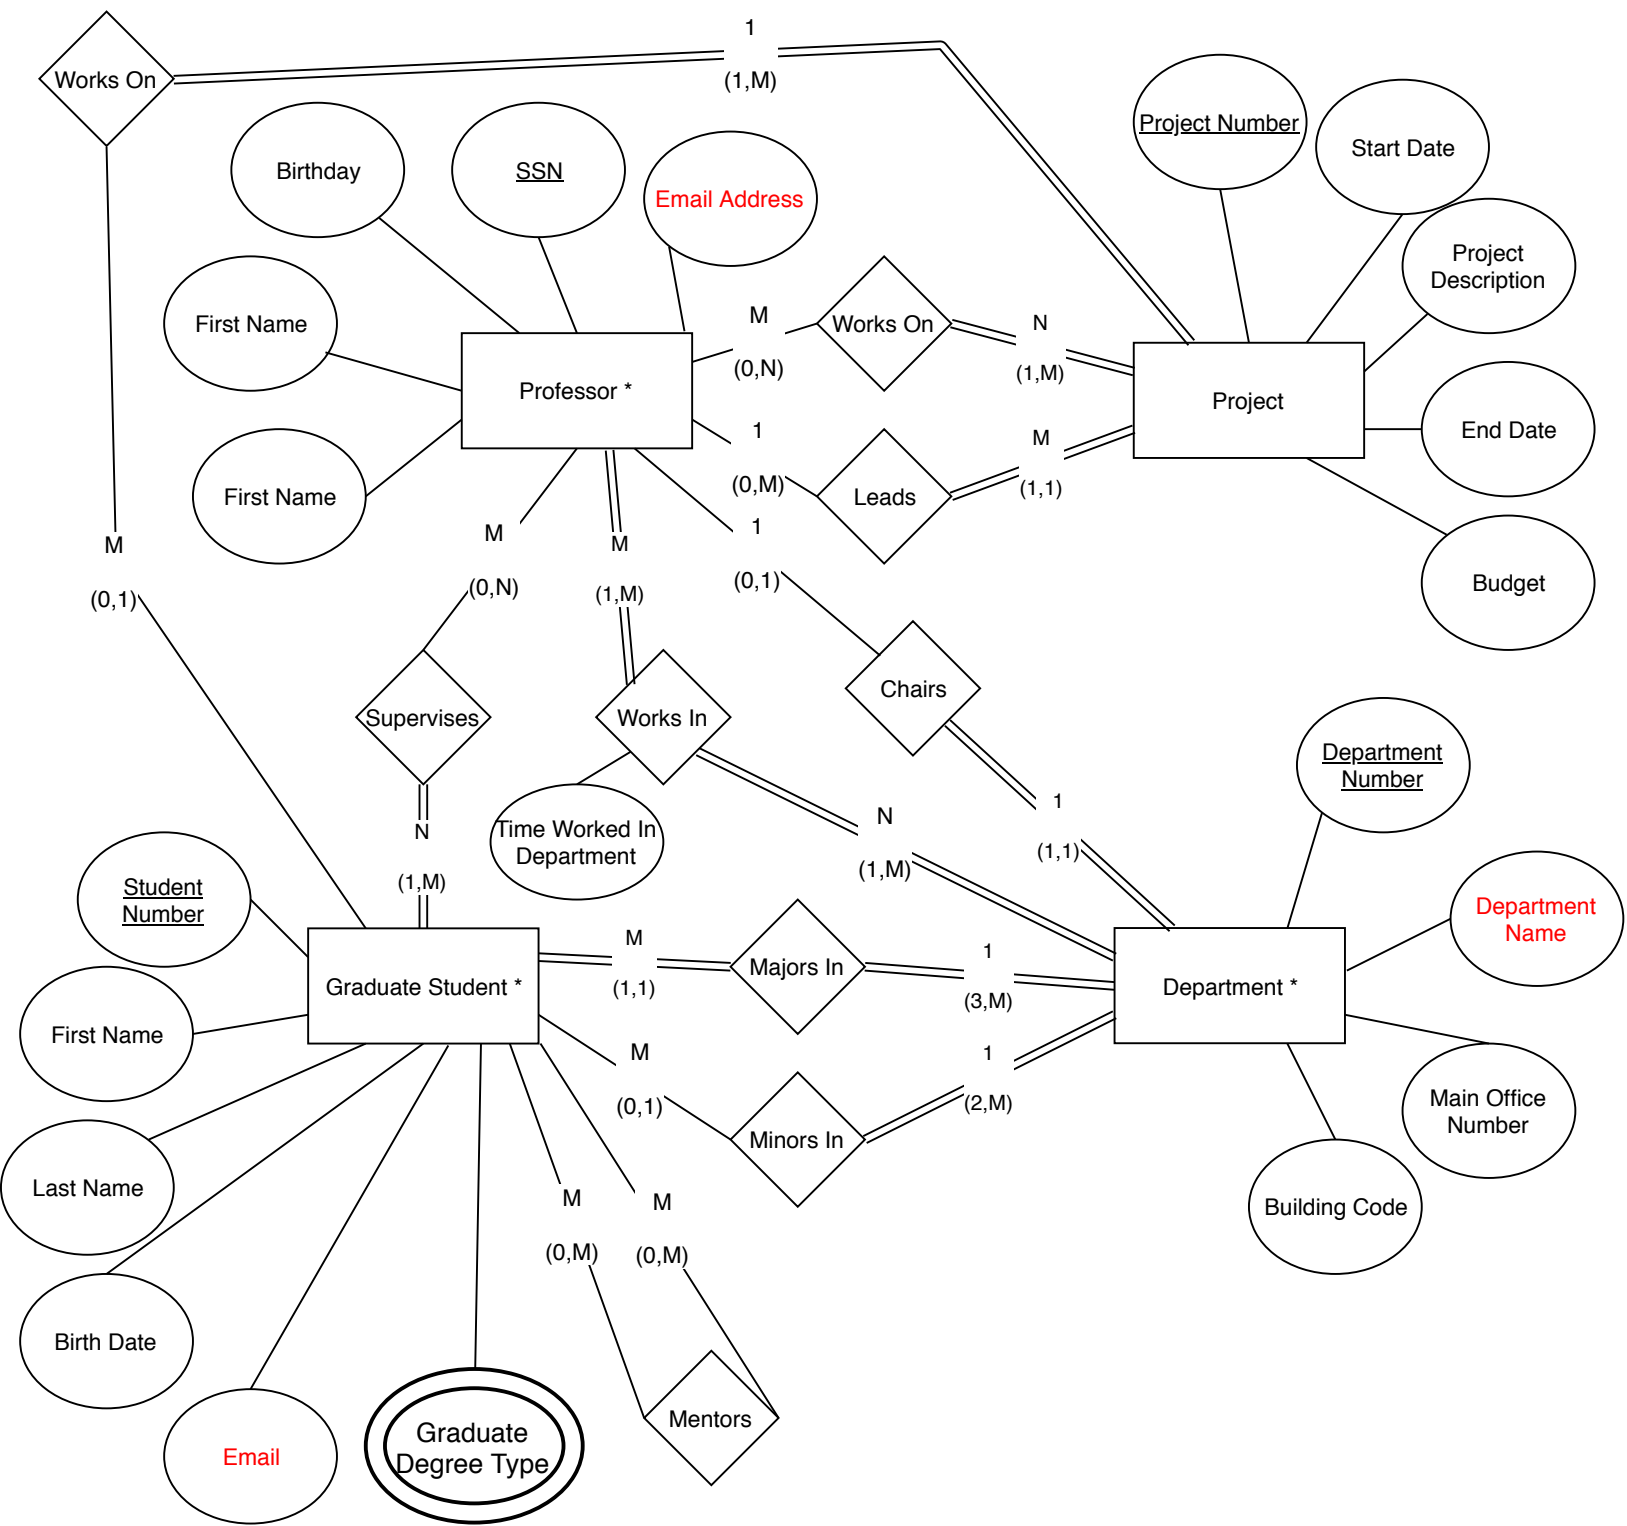 1
Works On
(1,M)
Project Number
Start Date
Birthday
SSN
Email Address
Project
Description
First Name
M
Works On
N
(0,N)
(1,M)
Professor *
Project
1
M
End Date
(0,M)
Leads
(1,1)
First Name
M
M
1
M
(0,N)
(1,M)
(0,1)
Budget
(0,1)
Supervises
Works In
Chairs
Department
Number
N
Time Worked In
Department
N
1
(1,M)
(1,M)
(1,1)
Student
Number
Department
Name
M
Majors In
1
Graduate Student *
(1,1)
(3,M)
Department *
First Name
M
1
(0,1)
Minors In
(2,M)
Main Office
Number
Last Name
M
M
Building Code
(0,M)
(0,M)
Birth Date
Mentors
Email
Graduate
Degree Type